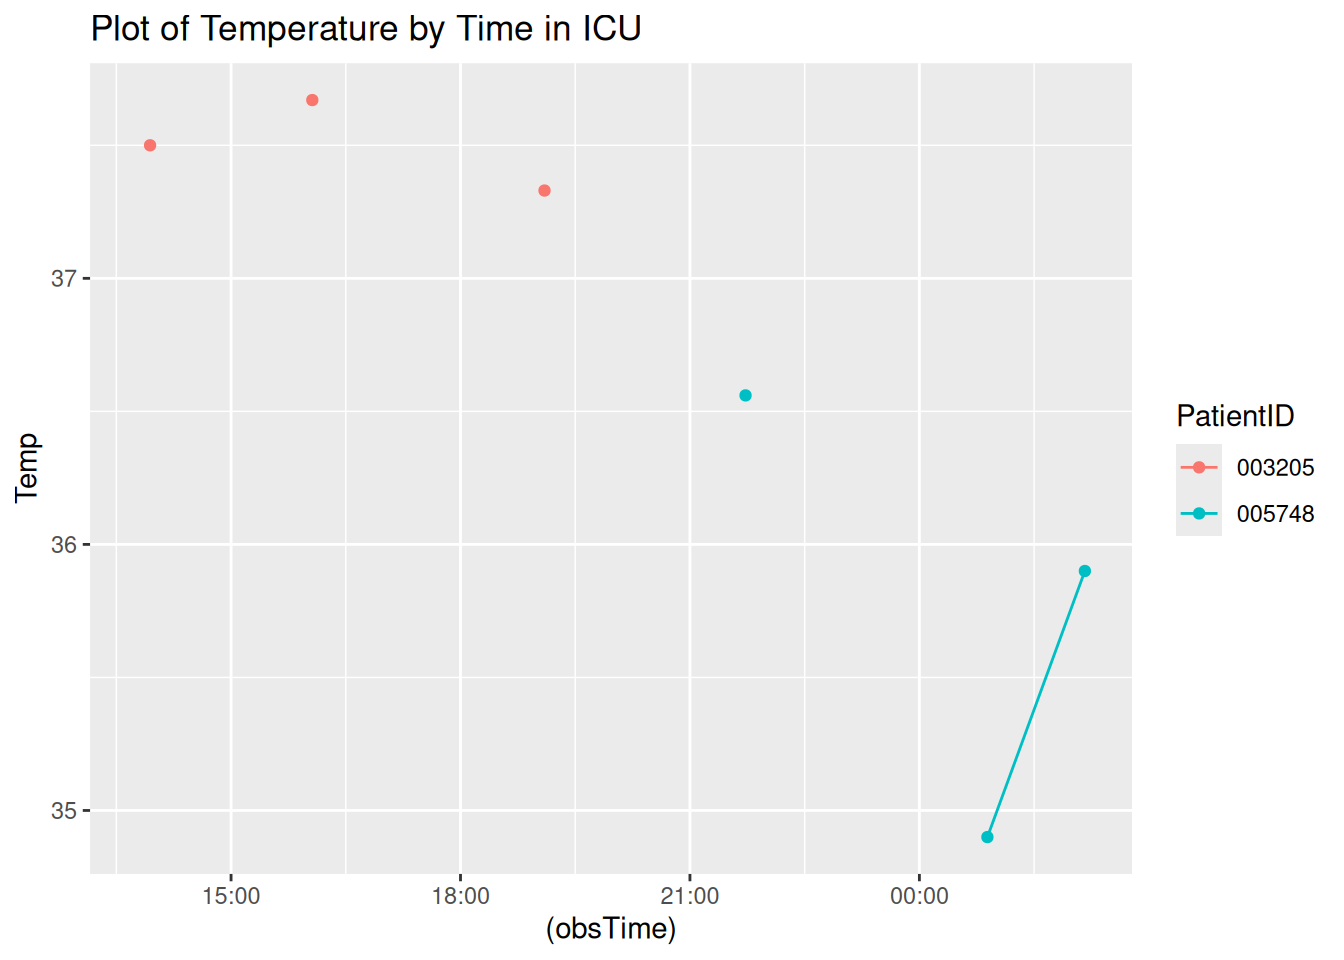 Plot of Temperature by Time in ICU
37
36
35
Temp
15:00 18:00 21:00 00:00
(obsTime)
PatientID
003205
005748